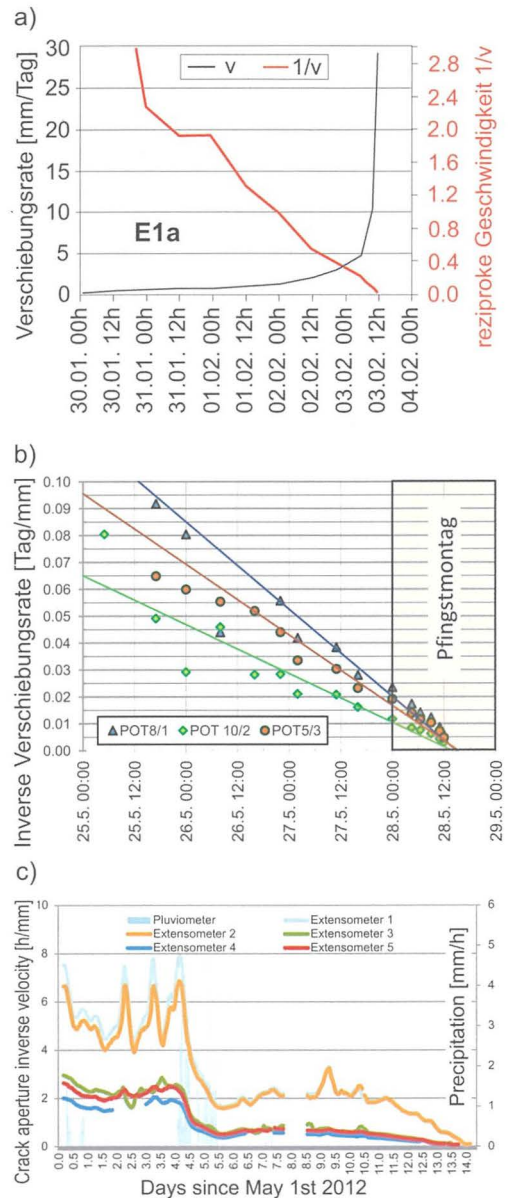 a)
Verschiebungsrate [mm/Tag]
30
25
20
15
10
5
0
v
1/v
E1a
2.8
2.4
2.0
1.6
1.2
0.8
0.4
0.0
reziproke Geschwindigkeit 1/v
30.01. 00h
30.01. 12h
31.01. 00h
31.01. 12h
01.02. 00h
01.02. 12h
02.02. 00h
02.02. 12h
03.02. 00h
03.02. 12h
04.02. 00h
b)
Inverse Verschiebungsrate [Tag/mm]
0.10
0.09
0.08
0.07
0.06
0.05
0.04
0.03
0.02
0.01
0.00
Pfingstmontag
POT8/1
POT 10/2
POT5/3
25.5. 00:00
25.5. 12:00
26.5. 00:00
26.5. 12:00
27.5. 00:00
27.5. 12:00
28.5. 00:00
28.5. 12:00
29.5. 00:00
c)
Crack aperture inverse velocity [h/mm]
10
8
6
4
2
0
Pluviometer
Extensometer 1
Extensometer 2
Extensometer 3
Extensometer 4
Extensometer 5
6
5
4
3
2
1
0
Precipitation [mm/h]
0.0
0.5
1.0
1.5
2.0
2.5
3.0
3.5
4.0
4.5
5.0
5.5
6.0
6.5
7.0
7.5
8.0
8.5
9.0
9.5
10.0
10.5
11.0
11.5
12.0
12.5
13.0
13.5
14.0
Days since May 1st 2012